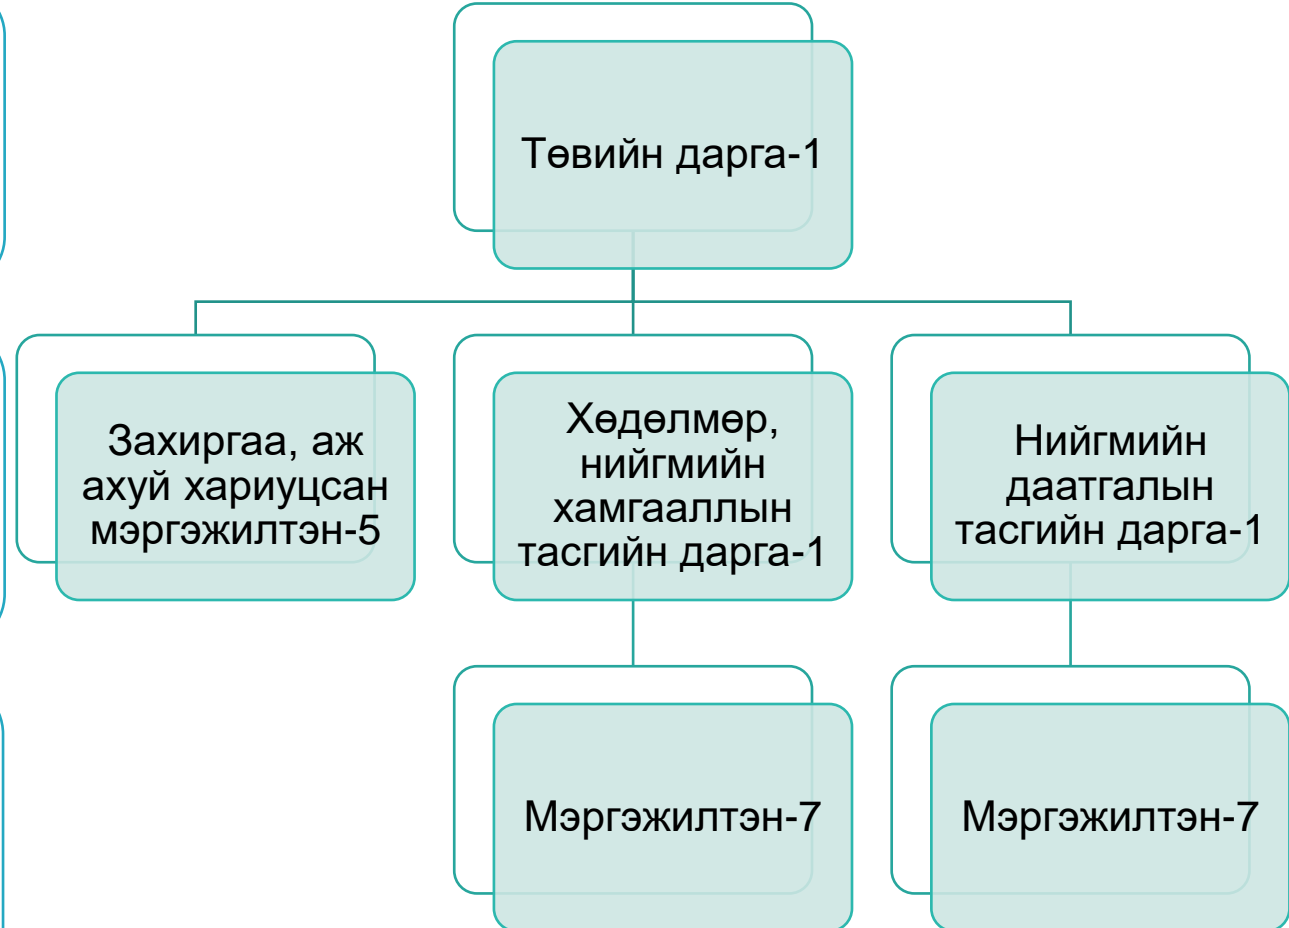 Төвийн дарга-1
Захиргаа, аж
ахуй хариуцсан
мэргэжилтэн-5
Хөдөлмөр,
нийгмийн
хамгааллын
тасгийн дарга-1
Нийгмийн
даатгалын
тасгийн дарга-1
Мэргэжилтэн-7
Мэргэжилтэн-7